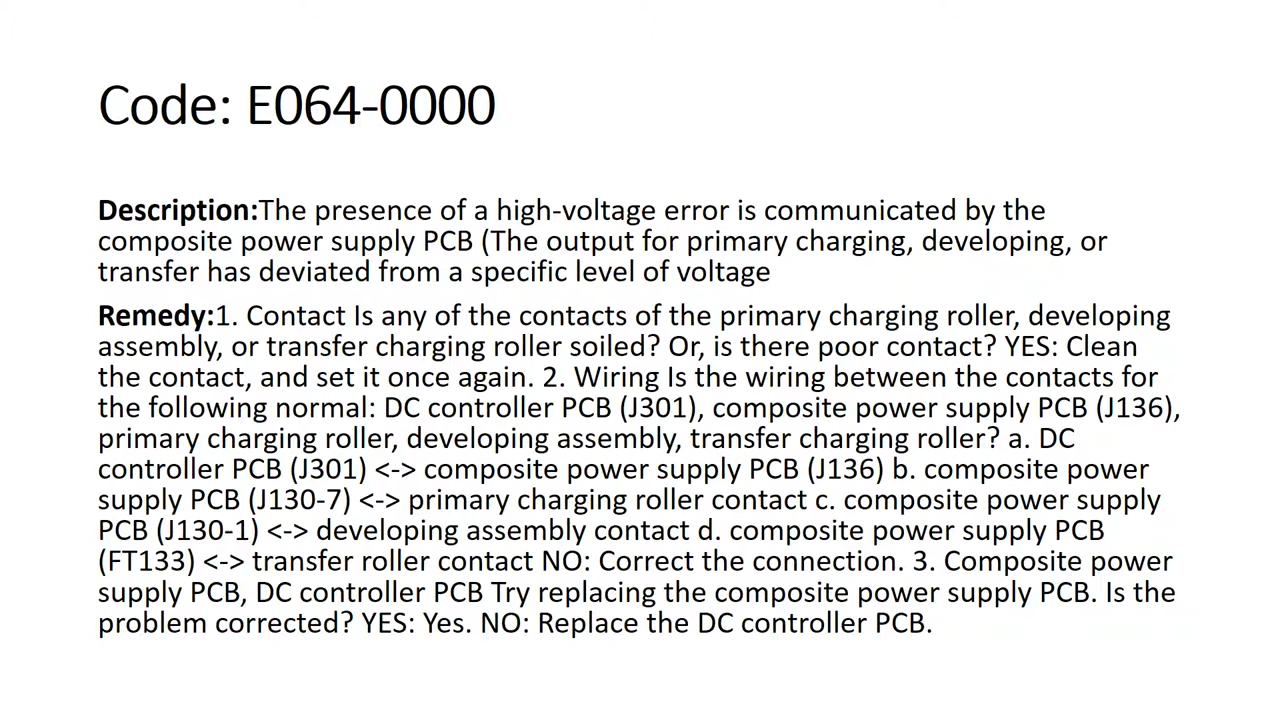 Code: E064-0000
Description:The presence of a high-voltage error is communicated by the
composite power supply PCB (The output for primary charging, developing, or
transfer has deviated from a specific level of voltage
Remedy:1. Contact Is any of the contacts of the primary charging roller, developing
assembly, or transfer charging roller soiled? Or, is there poor contact? YES: Clean
the contact, and set it once again. 2. Wiring Is the wiring between the contacts for
the following normal: DC controller PCB (J301), composite power supply PCB (J136),
primary charging roller, developing assembly, transfer charging roller? a. DC
controller PCB (J301) <-> composite power supply PCB (J136) b. composite power
supply PCB (J130-7) <-> primary charging roller contact c. composite power supply
PCB (J130-1) <-> developing assembly contact d. composite power supply PCB
(FT133) <-> transfer roller contact NO: Correct the connection. 3. Composite power
supply PCB, DC controller PCB Try replacing the composite power supply PCB. Is the
problem corrected? YES: Yes. NO: Replace the DC controller PCB.